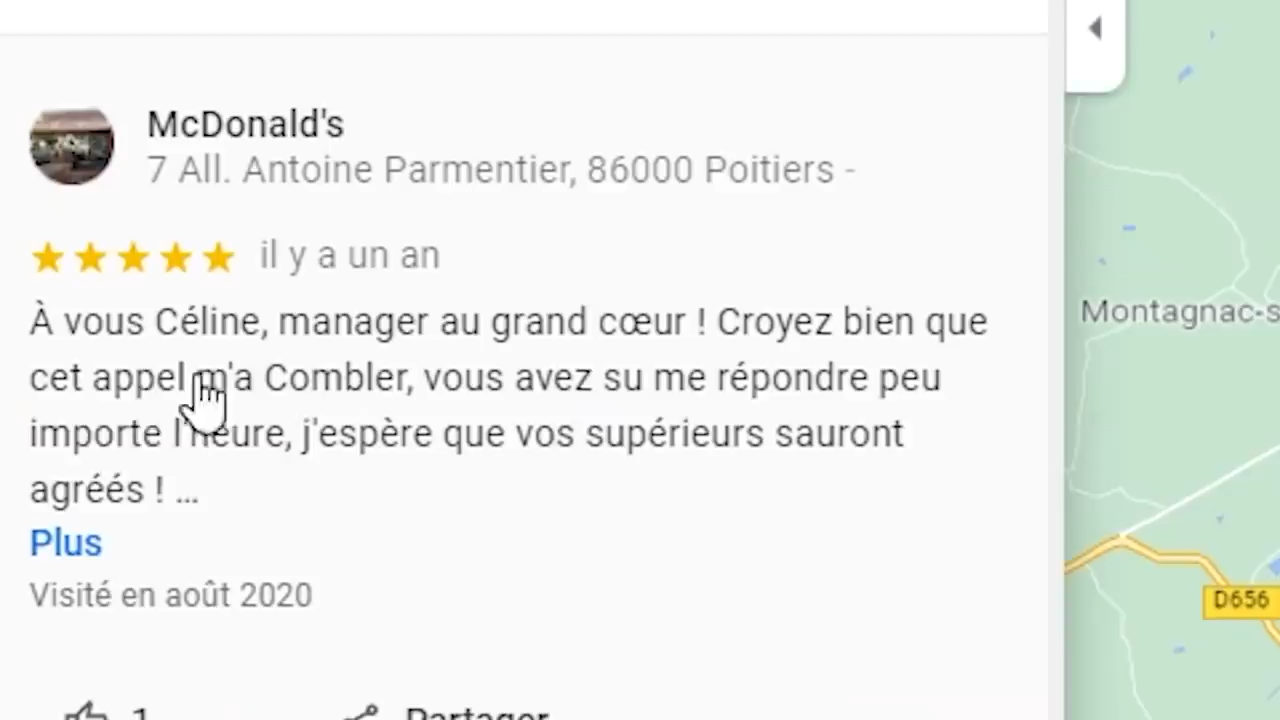 McDonald's
7 All. Antoine Parmentier, 86000 Poitiers -
il y a un an
À vous Céline, manager au grand cœur ! Croyez bien que
cet appel m'a Combler, vous avez su me répondre peu
importe l'heure, j'espère que vos supérieurs sauront
agréés ! ...
Plus
Visité en août 2020
1
Partager
Montagnac-s
D656